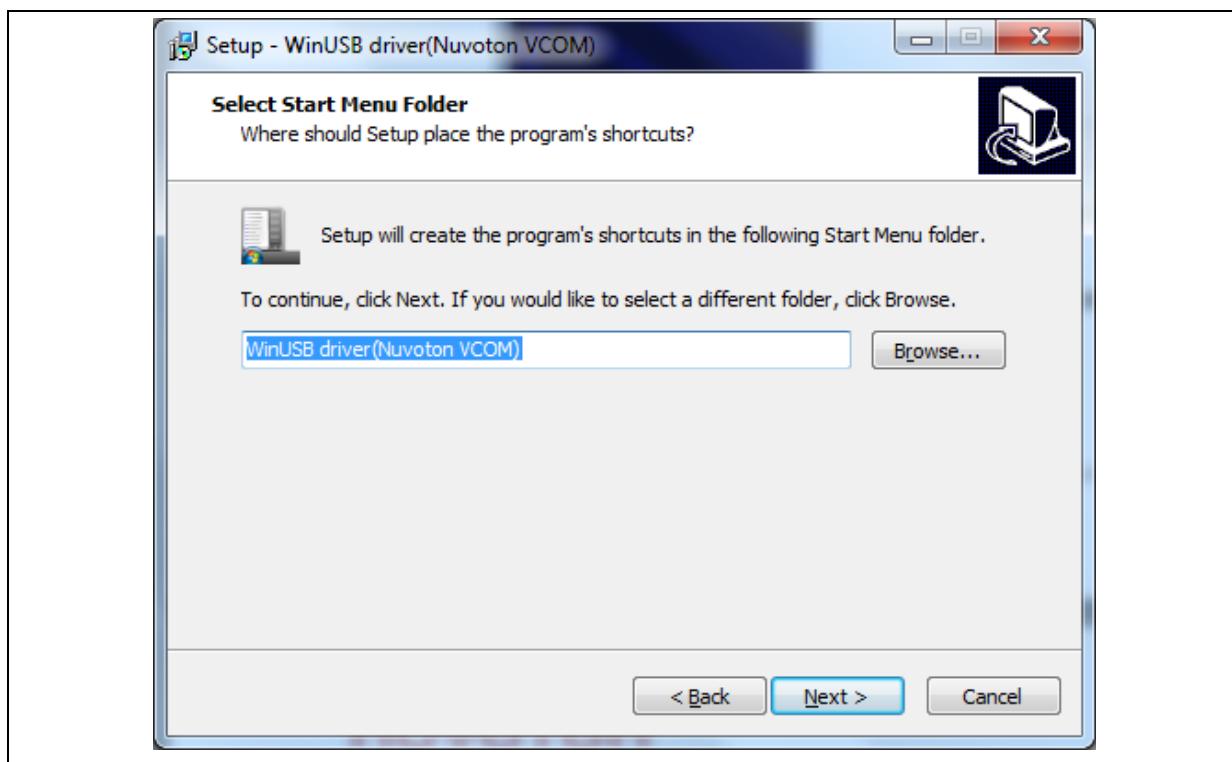 Setup - WinUSB driver(Nuvoton VCOM)
Select Start Menu Folder
Where should Setup place the program's shortcuts?
Setup will create the program's shortcuts in the following Start Menu folder.
To continue, click Next. If you would like to select a different folder, click Browse.
WinUSB driver(Nuvoton VCOM)
Browse...
< Back
Next >
Cancel